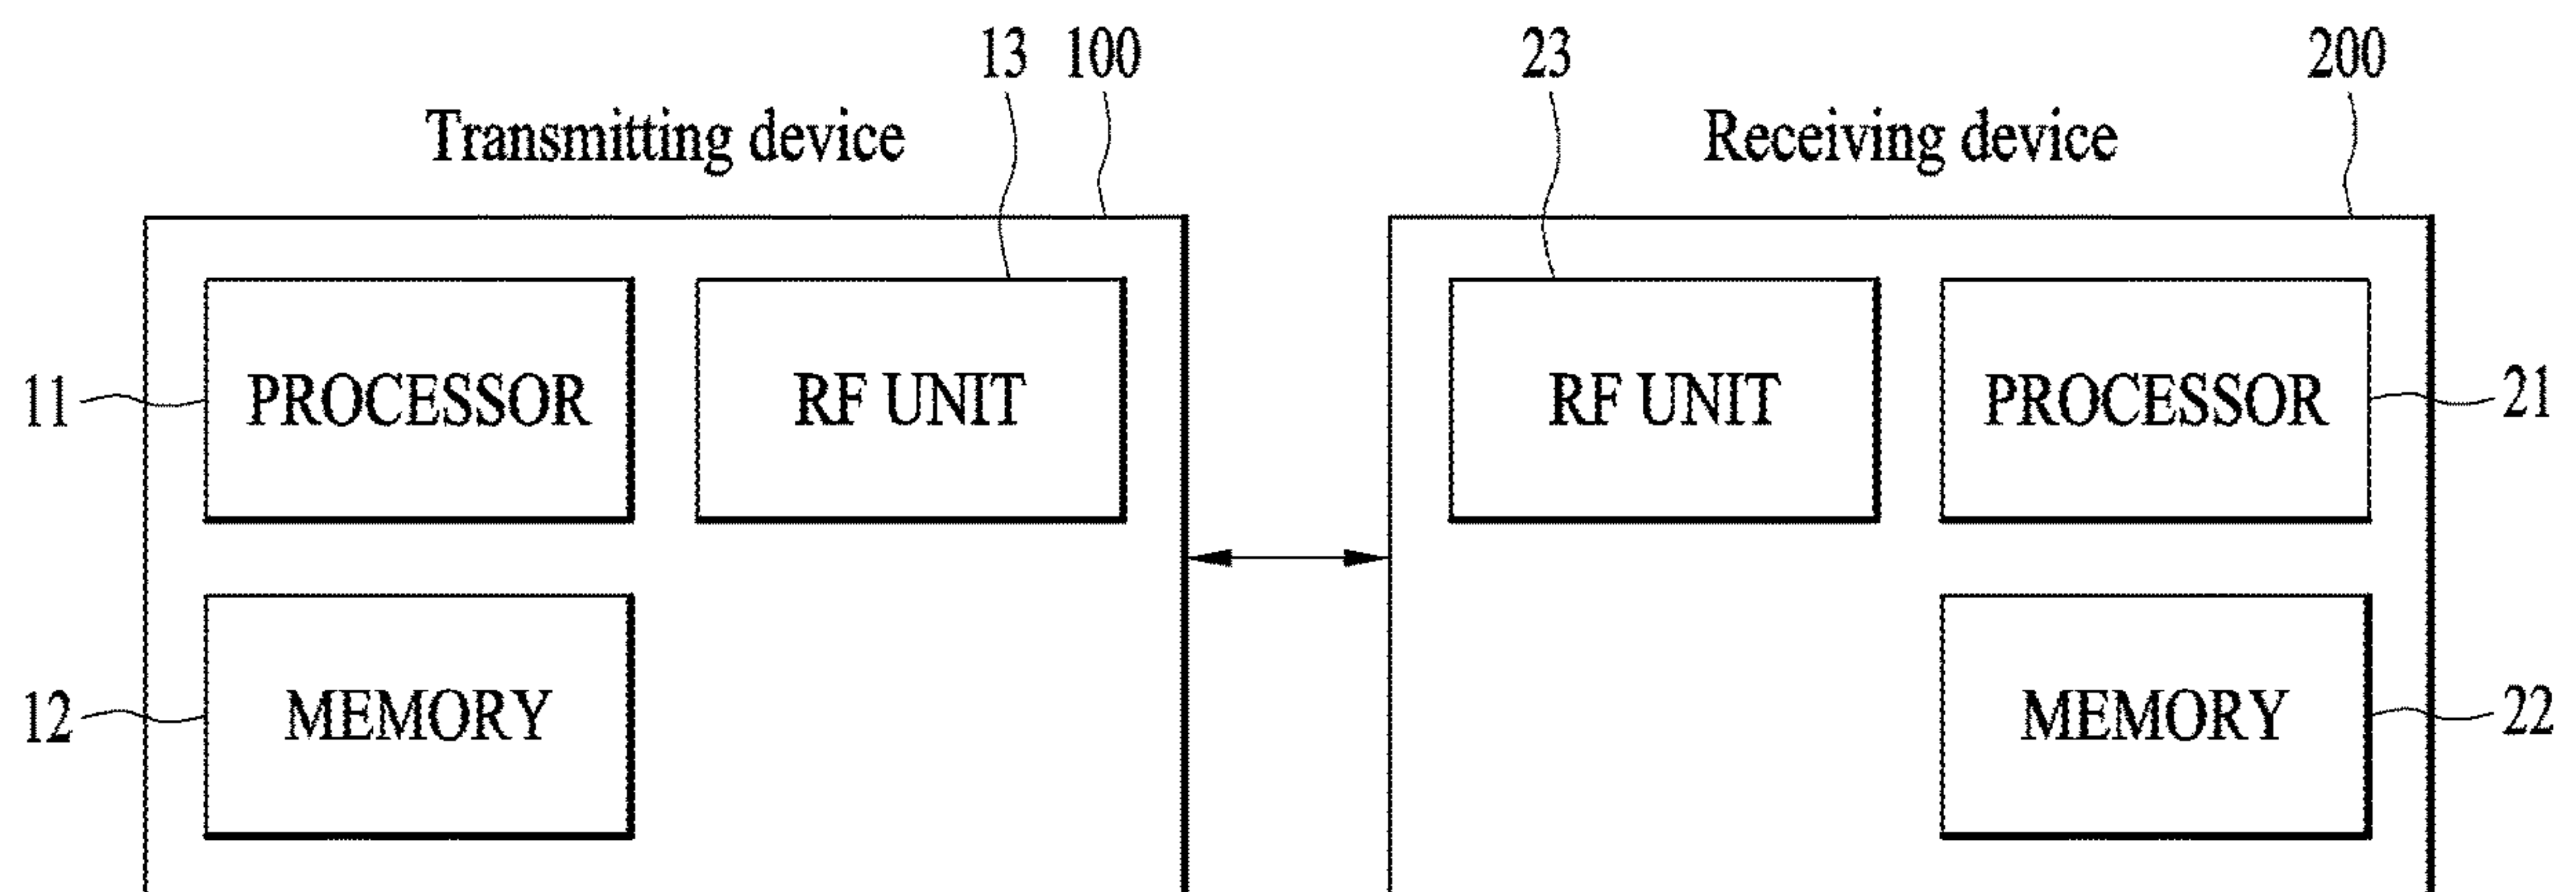 13 100 23 200
Transmitting device Receiving device
11 PROCESSOR RF UNIT RF UNIT PROCESSOR 21
12 MEMORY MEMORY 22